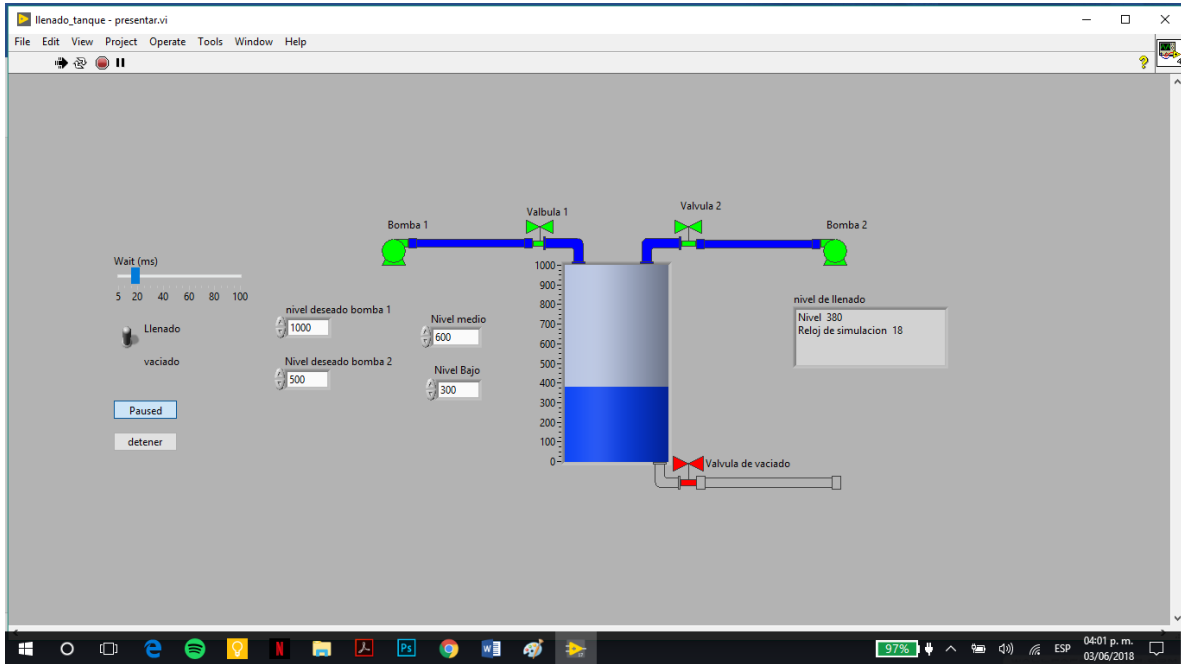 llenado_tanque - presentar.vi
File Edit View Project Operate Tools Window Help
Valbula 1
Valvula 2
Bomba 1
Bomba 2
Wait (ms)
5 20 40 60 80 100
Llenado
vaciado
Paused
detener
nivel deseado bomba 1
1000
Nivel deseado bomba 2
500
Nivel medio
600
Nivel Bajo
300
1000
900
800
700
600
500
400
300
200
100
0
nivel de llenado
Nivel 380
Reloj de simulacion 18
Valvula de vaciado
97%
ESP
04:01 p. m.
03/06/2018